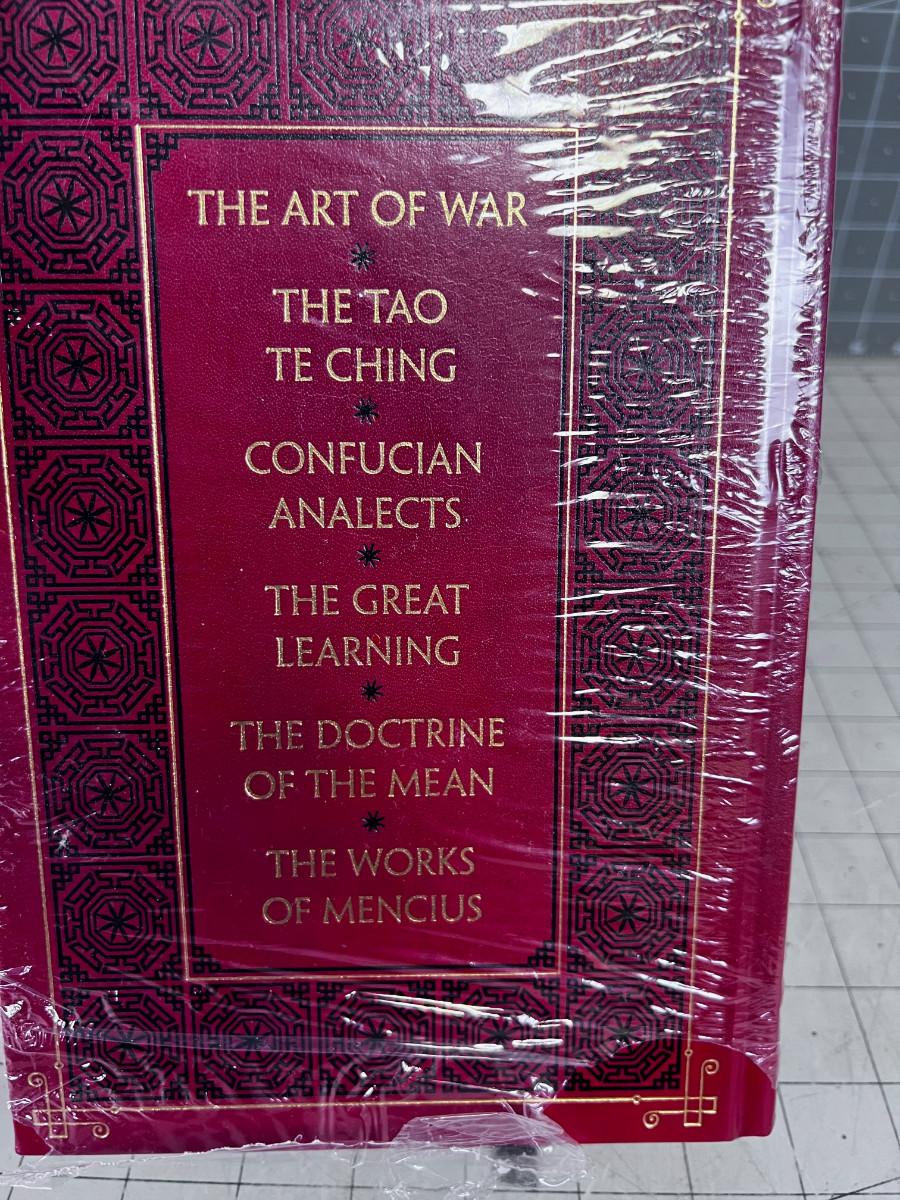 THE ART OF WAR
THE TAO
TE CHING
CONFUCIAN
ANALECTS
THE GREAT
LEARNING
THE DOCTRINE
OF THE MEAN
THE WORKS
OF MENCIUS